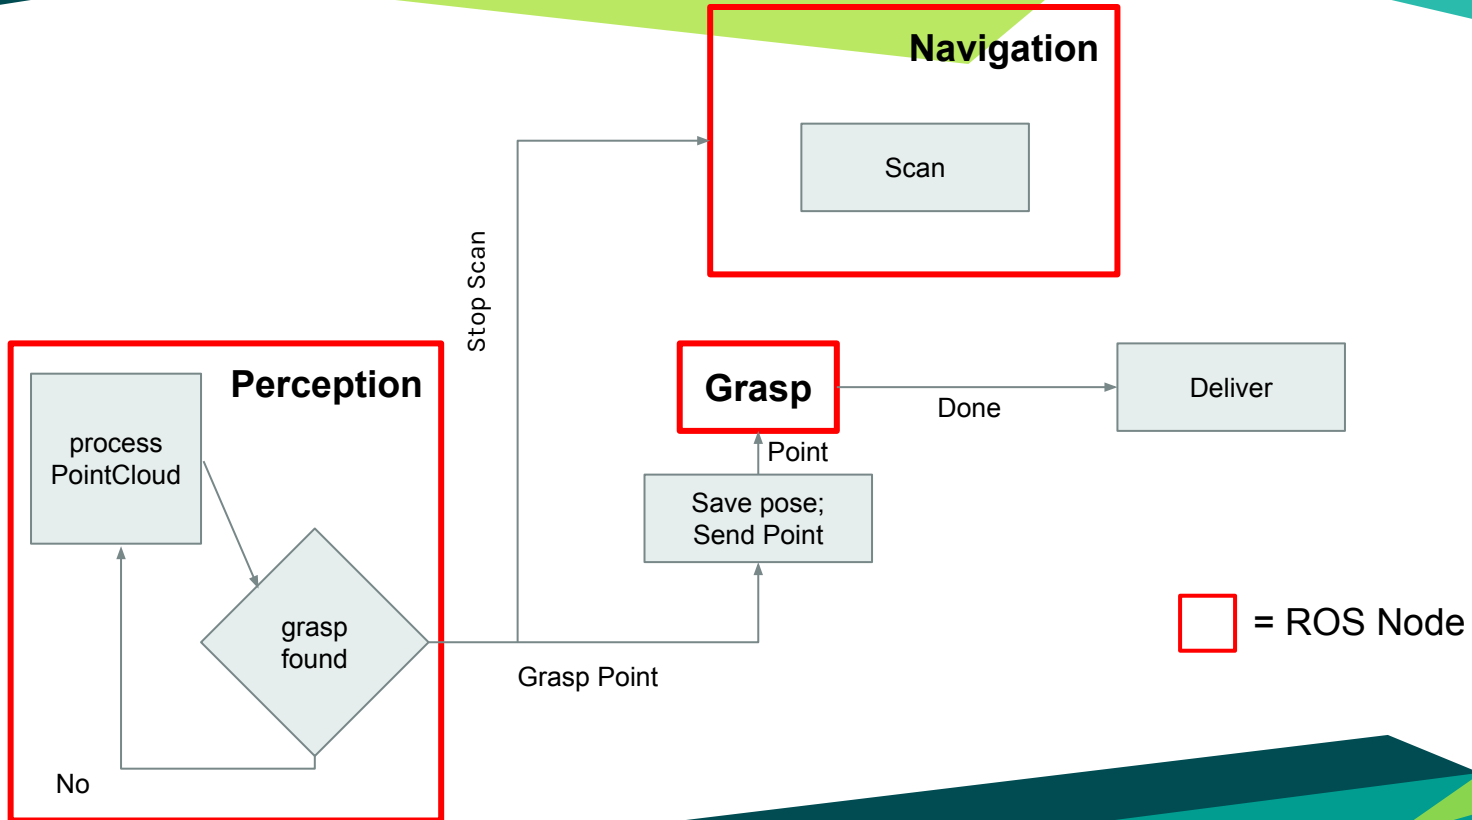 Navigation
Scan
Stop Scan
Perception
process
PointCloud
grasp
found
No
Grasp Point
Save pose;
Send Point
Point
Grasp
Done
Deliver
= ROS Node